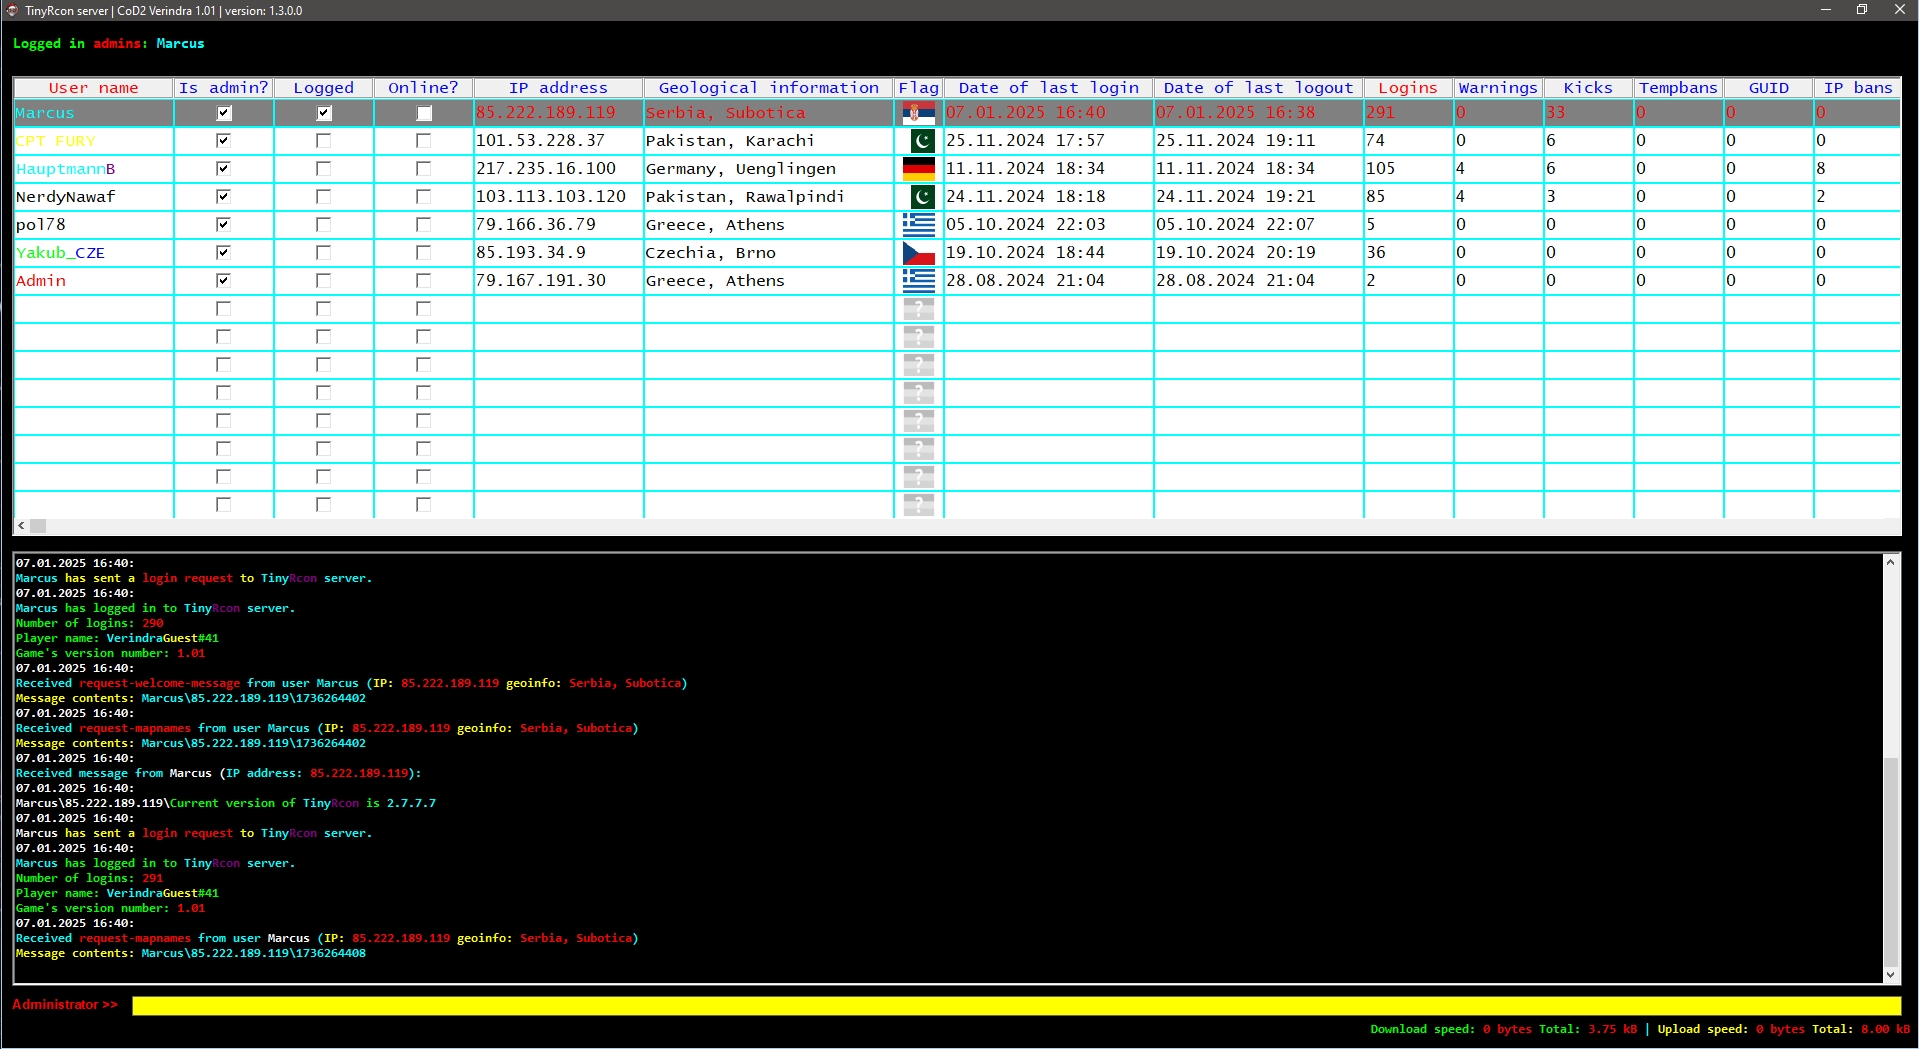 TinyRcon server | CoD2 Verindra 1.01 | version: 1.3.0.0
Logged in admins: Marcus
User name Is admin? Logged Online? IP address Geological information Flag Date of last login Date of last logout Logins Warnings Kicks Tempbans GUID IP bans
Marcus 85.222.189.119 Serbia, Subotica 07.01.2025 16:40 07.01.2025 16:38 291 0 33 0 0 0
CPT FURY 101.53.228.37 Pakistan, Karachi 25.11.2024 17:57 25.11.2024 19:11 74 0 6 0 0 0
HauptmannB 217.235.16.100 Germany, Uenglingen 11.11.2024 18:34 11.11.2024 18:34 105 4 6 0 0 8
NerdyNawaf 103.113.103.120 Pakistan, Rawalpindi 24.11.2024 18:18 24.11.2024 19:21 85 4 3 0 0 2
pol78 79.166.36.79 Greece, Athens 05.10.2024 22:03 05.10.2024 22:07 5 0 0 0 0 0
Yakub_CZE 85.193.34.9 Czechia, Brno 19.10.2024 18:44 19.10.2024 20:19 36 0 0 0 0 0
Admin 79.167.191.30 Greece, Athens 28.08.2024 21:04 28.08.2024 21:04 2 0 0 0 0 0
?
?
?
?
?
?
?
?
07.01.2025 16:40:
Marcus has sent a login request to TinyRcon server.
07.01.2025 16:40:
Marcus has logged in to TinyRcon server.
Number of logins: 290
Player name: VerindraGuest#41
Game's version number: 1.01
07.01.2025 16:40:
Received request-welcome-message from user Marcus (IP: 85.222.189.119 geoinfo: Serbia, Subotica)
Message contents: Marcus\85.222.189.119\1736264402
07.01.2025 16:40:
Received request-mapnames from user Marcus (IP: 85.222.189.119 geoinfo: Serbia, Subotica)
Message contents: Marcus\85.222.189.119\1736264402
07.01.2025 16:40:
Received message from Marcus (IP address: 85.222.189.119):
07.01.2025 16:40:
Marcus\85.222.189.119\Current version of TinyRcon is 2.7.7.7
07.01.2025 16:40:
Marcus has sent a login request to TinyRcon server.
07.01.2025 16:40:
Marcus has logged in to TinyRcon server.
Number of logins: 291
Player name: VerindraGuest#41
Game's version number: 1.01
07.01.2025 16:40:
Received request-mapnames from user Marcus (IP: 85.222.189.119 geoinfo: Serbia, Subotica)
Message contents: Marcus\85.222.189.119\1736264408
Administrator >>
Download speed: 0 bytes Total: 3.75 kB | Upload speed: 0 bytes Total: 8.00 kB